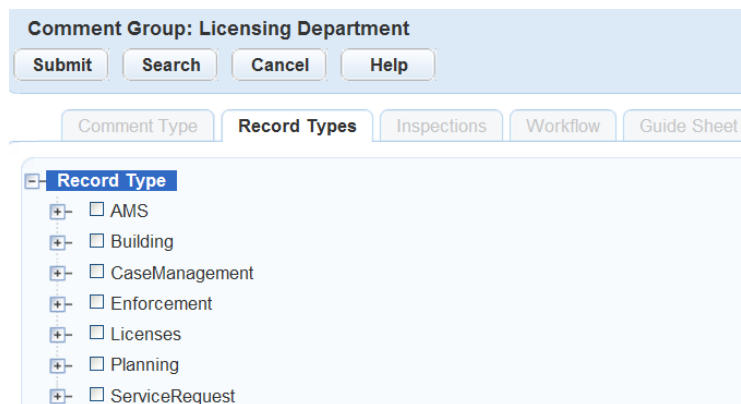 Comment Group: Licensing Department
Submit Search Cancel Help
Comment Type Record Types Inspections Workflow Guide Sheet
Record Type
AMS
Building
CaseManagement
Enforcement
Licenses
Planning
ServiceRequest